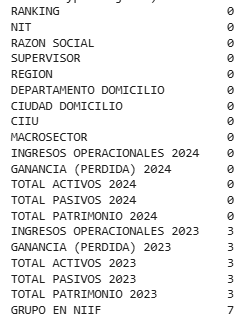 RANKING 0
NIT 0
RAZON SOCIAL 0
SUPERVISOR 0
REGION 0
DEPARTAMENTO DOMICILIO 0
CIUDAD DOMICILIO 0
CIIU 0
MACROSECTOR 0
INGRESOS OPERACIONALES 2024 0
GANANCIA (PERDIDA) 2024 0
TOTAL ACTIVOS 2024 0
TOTAL PASIVOS 2024 0
TOTAL PATRIMONIO 2024 0
INGRESOS OPERACIONALES 2023 3
GANANCIA (PERDIDA) 2023 3
TOTAL ACTIVOS 2023 3
TOTAL PASIVOS 2023 3
TOTAL PATRIMONIO 2023 3
GRUPO EN NIIF 7